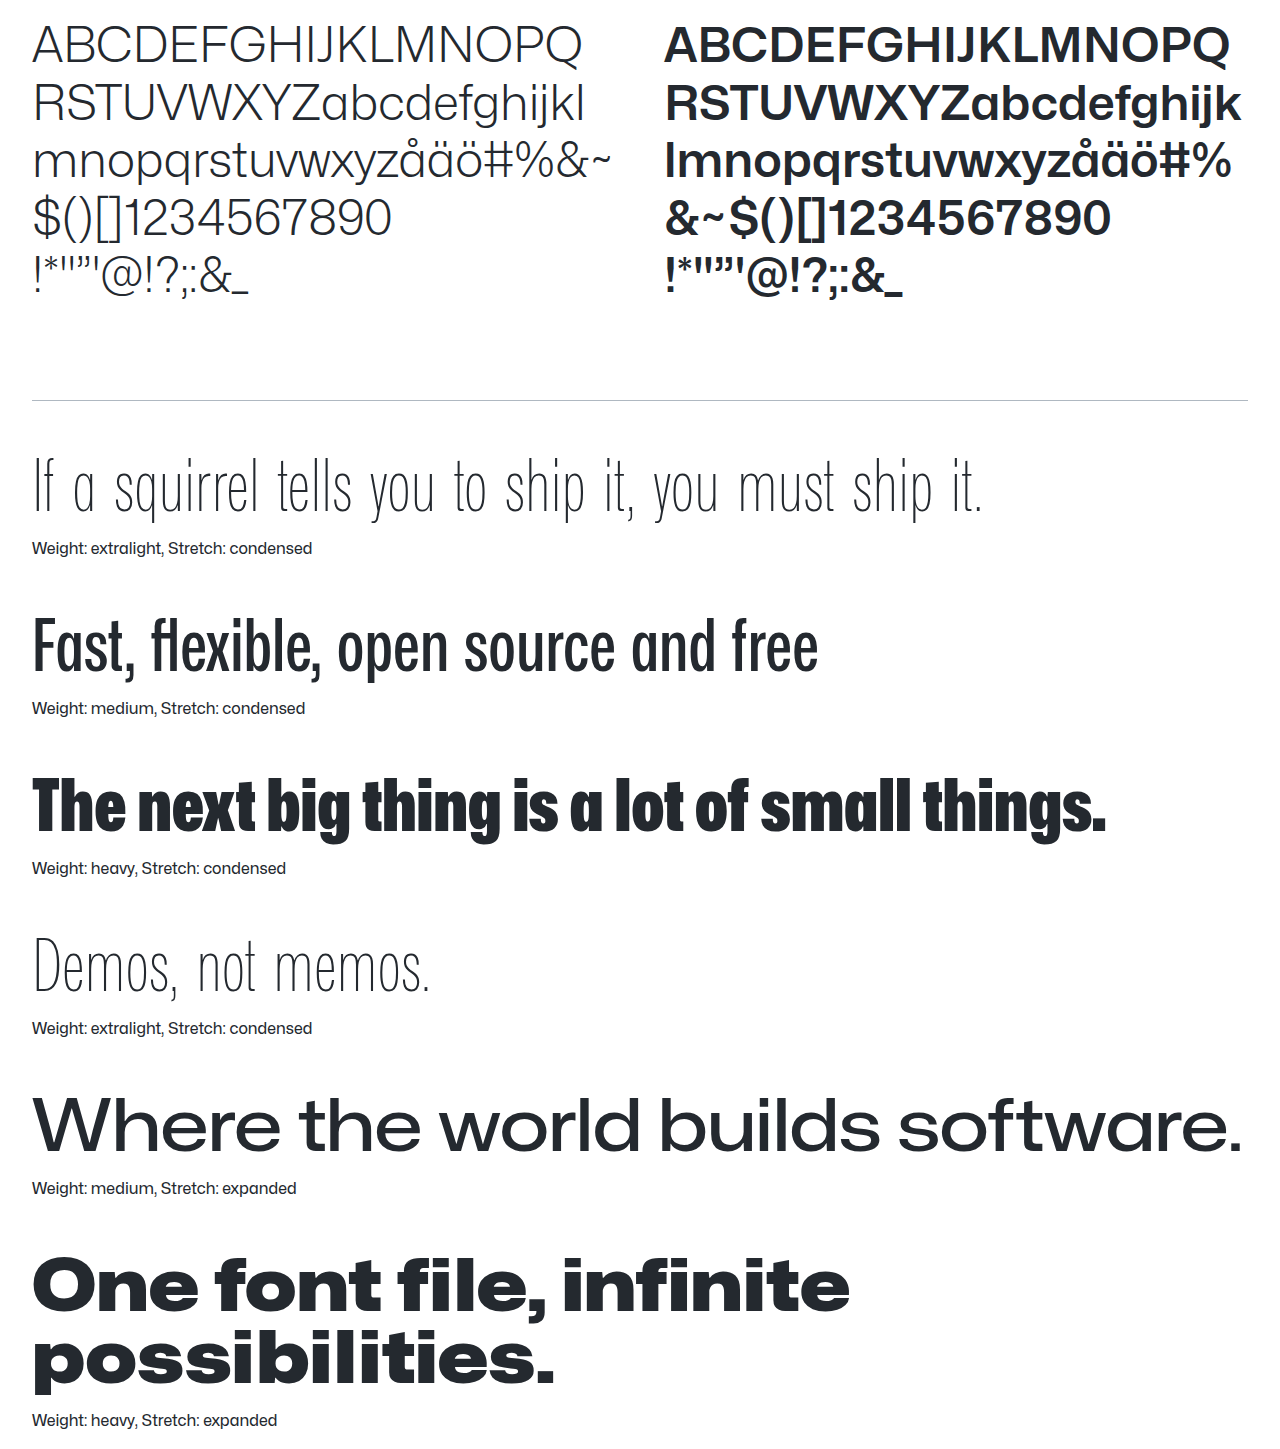 ABCDEFGHIJKLMNOPQ
RSTUVWXYZabcdefghijkl
mnopqrstuvwxyzåäö#%&~
$()[]1234567890
!*"”'@!?;:&_
ABCDEFGHIJKLMNOPQ
RSTUVWXYZabcdefghijk
lmnopqrstuvwxyzåäö#%
&~$()[]1234567890
!*"”'@!?;:&_
If a squirrel tells you to ship it, you must ship it.
Weight: extralight, Stretch: condensed
Fast, flexible, open source and free
Weight: medium, Stretch: condensed
The next big thing is a lot of small things.
Weight: heavy, Stretch: condensed
Demos, not memos.
Weight: extralight, Stretch: condensed
Where the world builds software.
Weight: medium, Stretch: expanded
One font file, infinite
possibilities.
Weight: heavy, Stretch: expanded